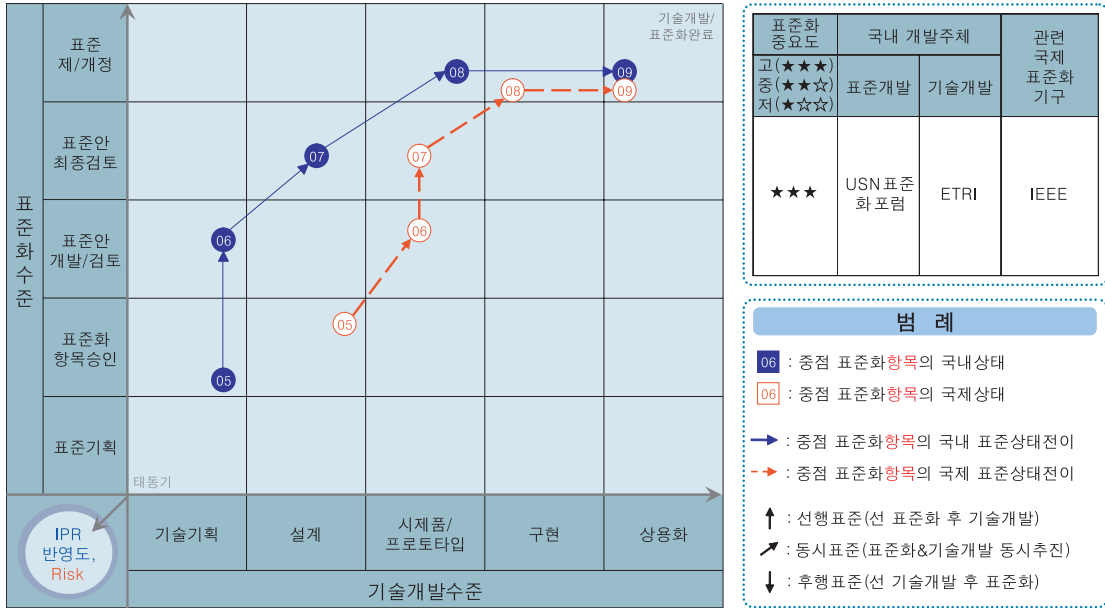 표준화수준
표준
제/개정
표준안
최종검토
표준안
개발/검토
표준화
항목승인
표준기획
기술개발/
표준화완료
08
09
08
09
07
07
06
06
05
05
태동기
IPR
반영도,
Risk
기술기획
설계
시제품/
프로토타입
구현
상용화
기술개발수준
표준화
중요도
고(★★★)
중(★★☆)
저(★☆☆)
국내 개발주체
표준개발
기술개발
관련
국제
표준화
기구
★★★
USN표준
화포럼
ETRI
IEEE
범 례
06 : 중점 표준화항목의 국내상태
06 : 중점 표준화항목의 국제상태
: 중점 표준화항목의 국내 표준상태전이
: 중점 표준화항목의 국제 표준상태전이
: 선행표준(선 표준화 후 기술개발)
: 동시표준(표준화&기술개발 동시추진)
: 후행표준(선 기술개발 후 표준화)